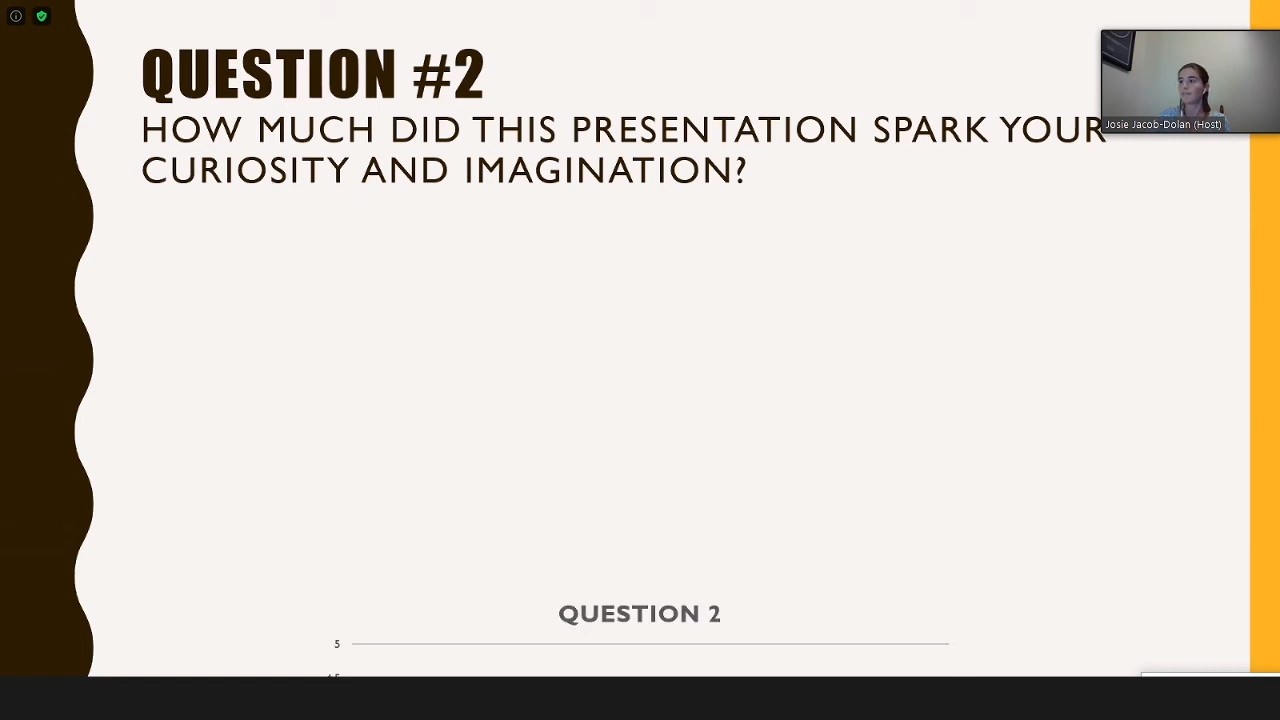 QUESTION #2
HOW MUCH DID THIS PRESENTATION SPARK YOUR
CURIOSITY AND IMAGINATION?
Josie Jacob-Dolan (Host)
QUESTION 2
5